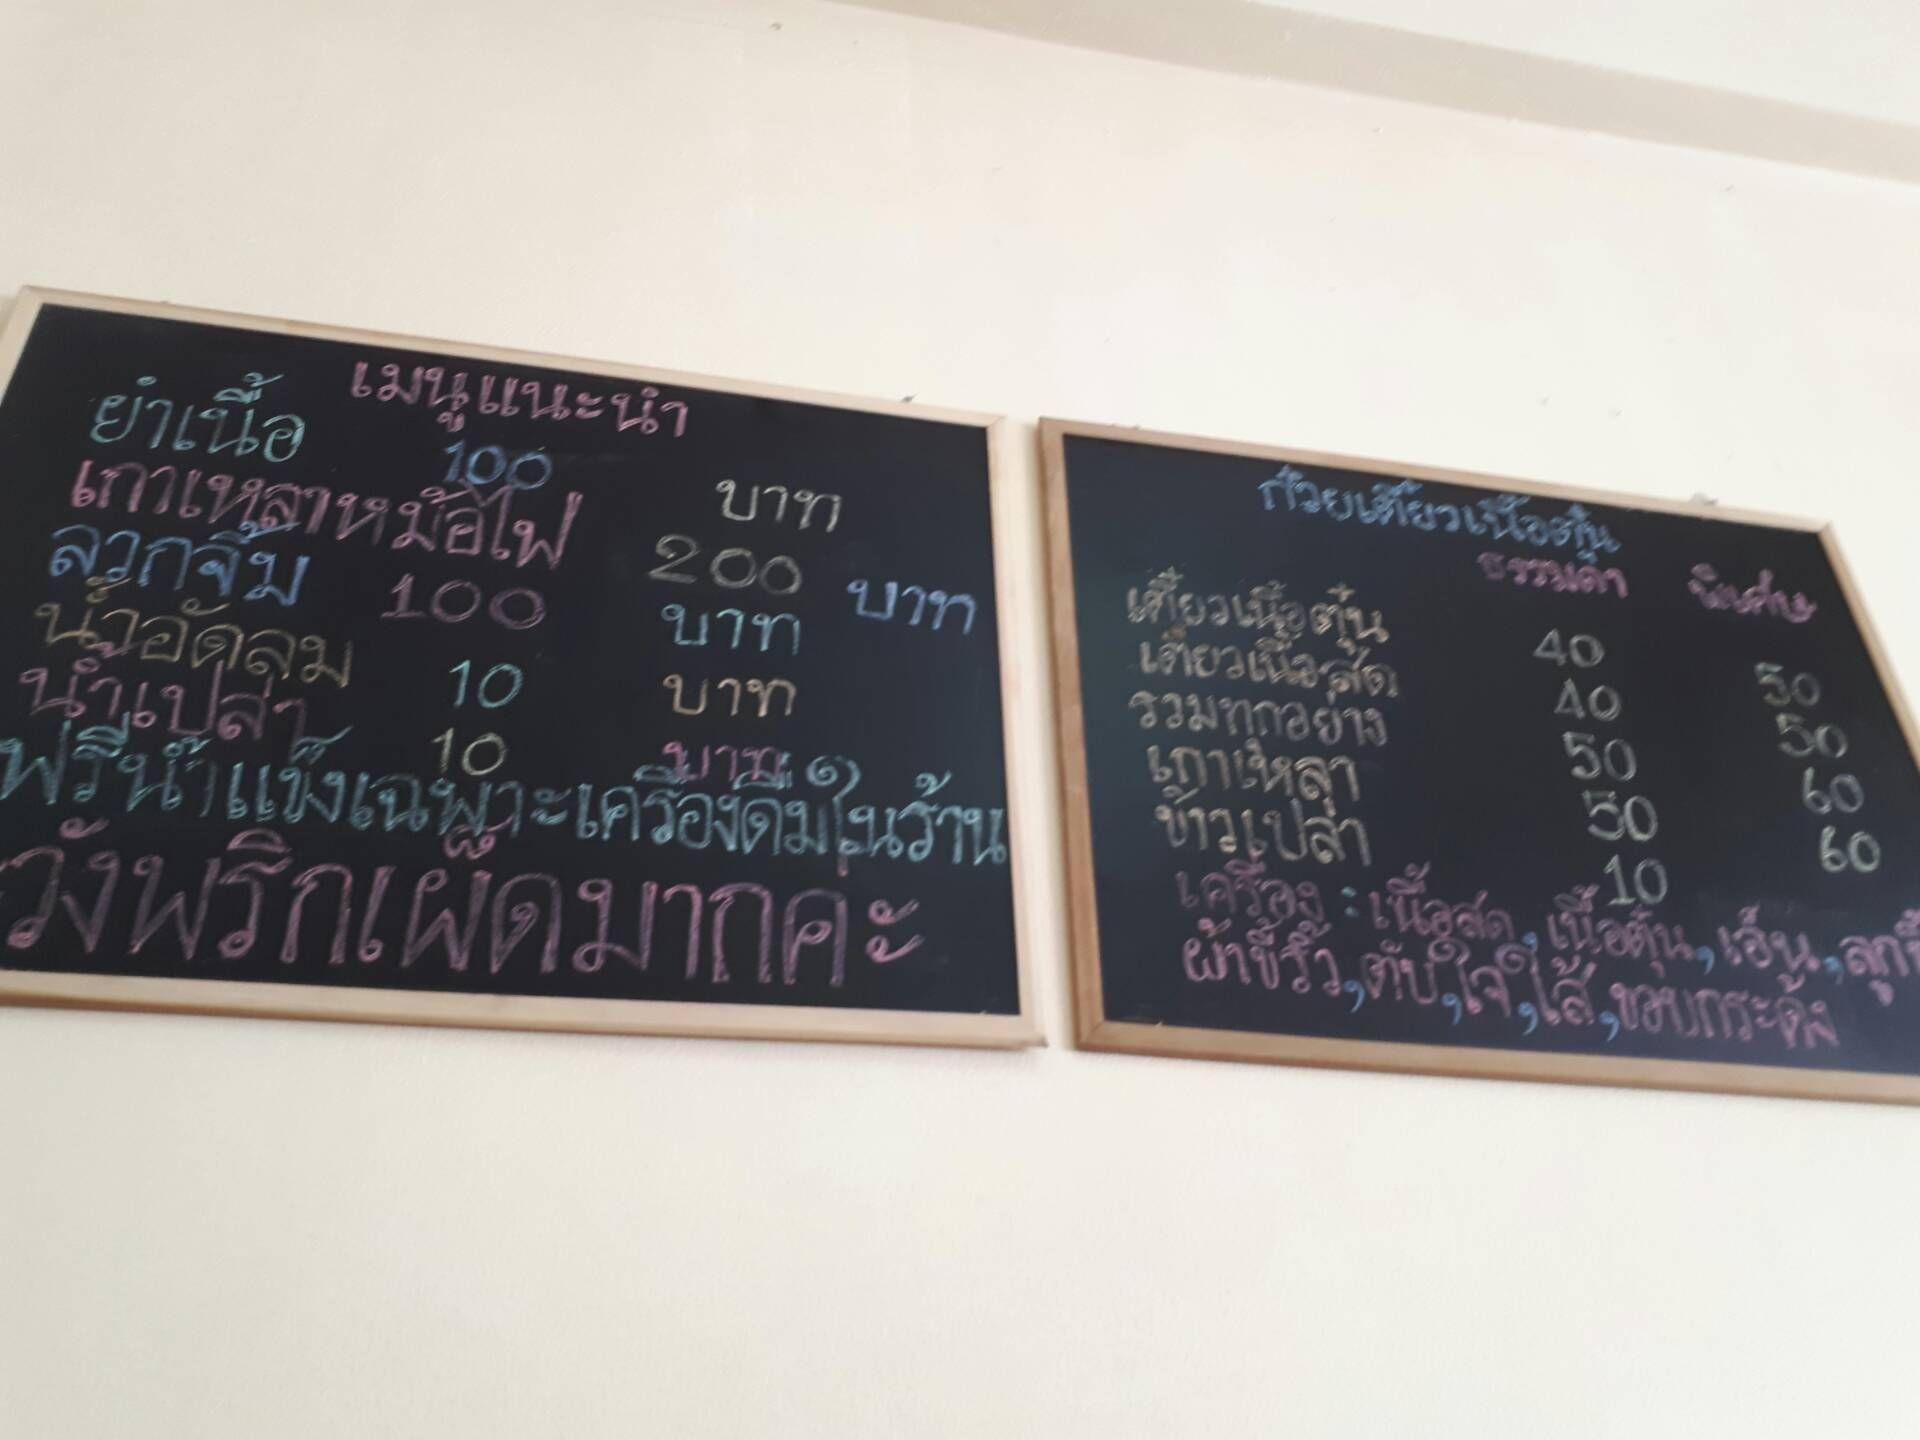 เมนูแนะนำ
ยำเนื้อ 100 บาท
เกาเหลาหม้อไฟ 200 บาท
ลวกจิ้ม 100 บาท
น้ำอัดลม 10 บาท
น้ำเปล่า 10 บาท
ฟรีน้ำแข็งเฉพาะเครื่องดื่มในร้าน
วังพริกเผ็ดมากค่ะ
ก๋วยเตี๋ยวเนื้อตุ๋น
ธรรมดา พิเศษ
เตี๋ยวเนื้อตุ๋น 40 50
เตี๋ยวเนื้อสด 40 50
รวมทุกอย่าง 50 60
เกาเหลา 50 60
ข้าวเปล่า 10
เครื่อง : เนื้อสด, เนื้อตุ๋น, เอ็น, ลูก
ผ้าขี้ริ้ว, ตับ, ใจ, ไส้, ขอบกระด้ง